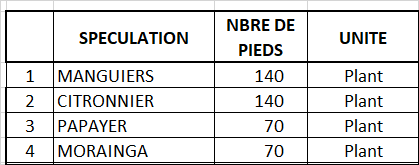 SPECULATION NBRE DE PIEDS UNITE
1 MANGUIERS 140 Plant
2 CITRONNIER 140 Plant
3 PAPAYER 70 Plant
4 MORAINGA 70 Plant